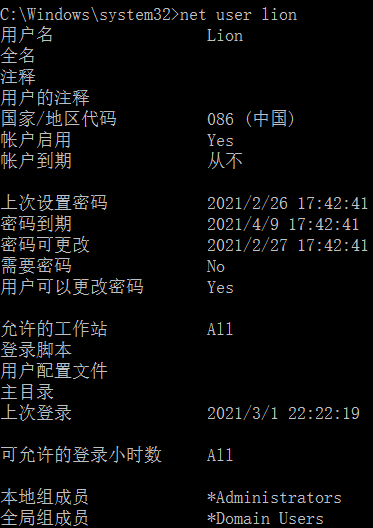 C:\Windows\system32>net user lion
用户名 Lion
全名
注释
用户的注释
国家/地区代码 086 (中国)
帐户启用 Yes
帐户到期 从不
上次设置密码 2021/2/26 17:42:41
密码到期 2021/4/9 17:42:41
密码可更改 2021/2/27 17:42:41
需要密码 No
用户可以更改密码 Yes
允许的工作站 All
登录脚本
用户配置文件
主目录
上次登录 2021/3/1 22:22:19
可允许的登录小时数 All
本地组成员 *Administrators
全局组成员 *Domain Users